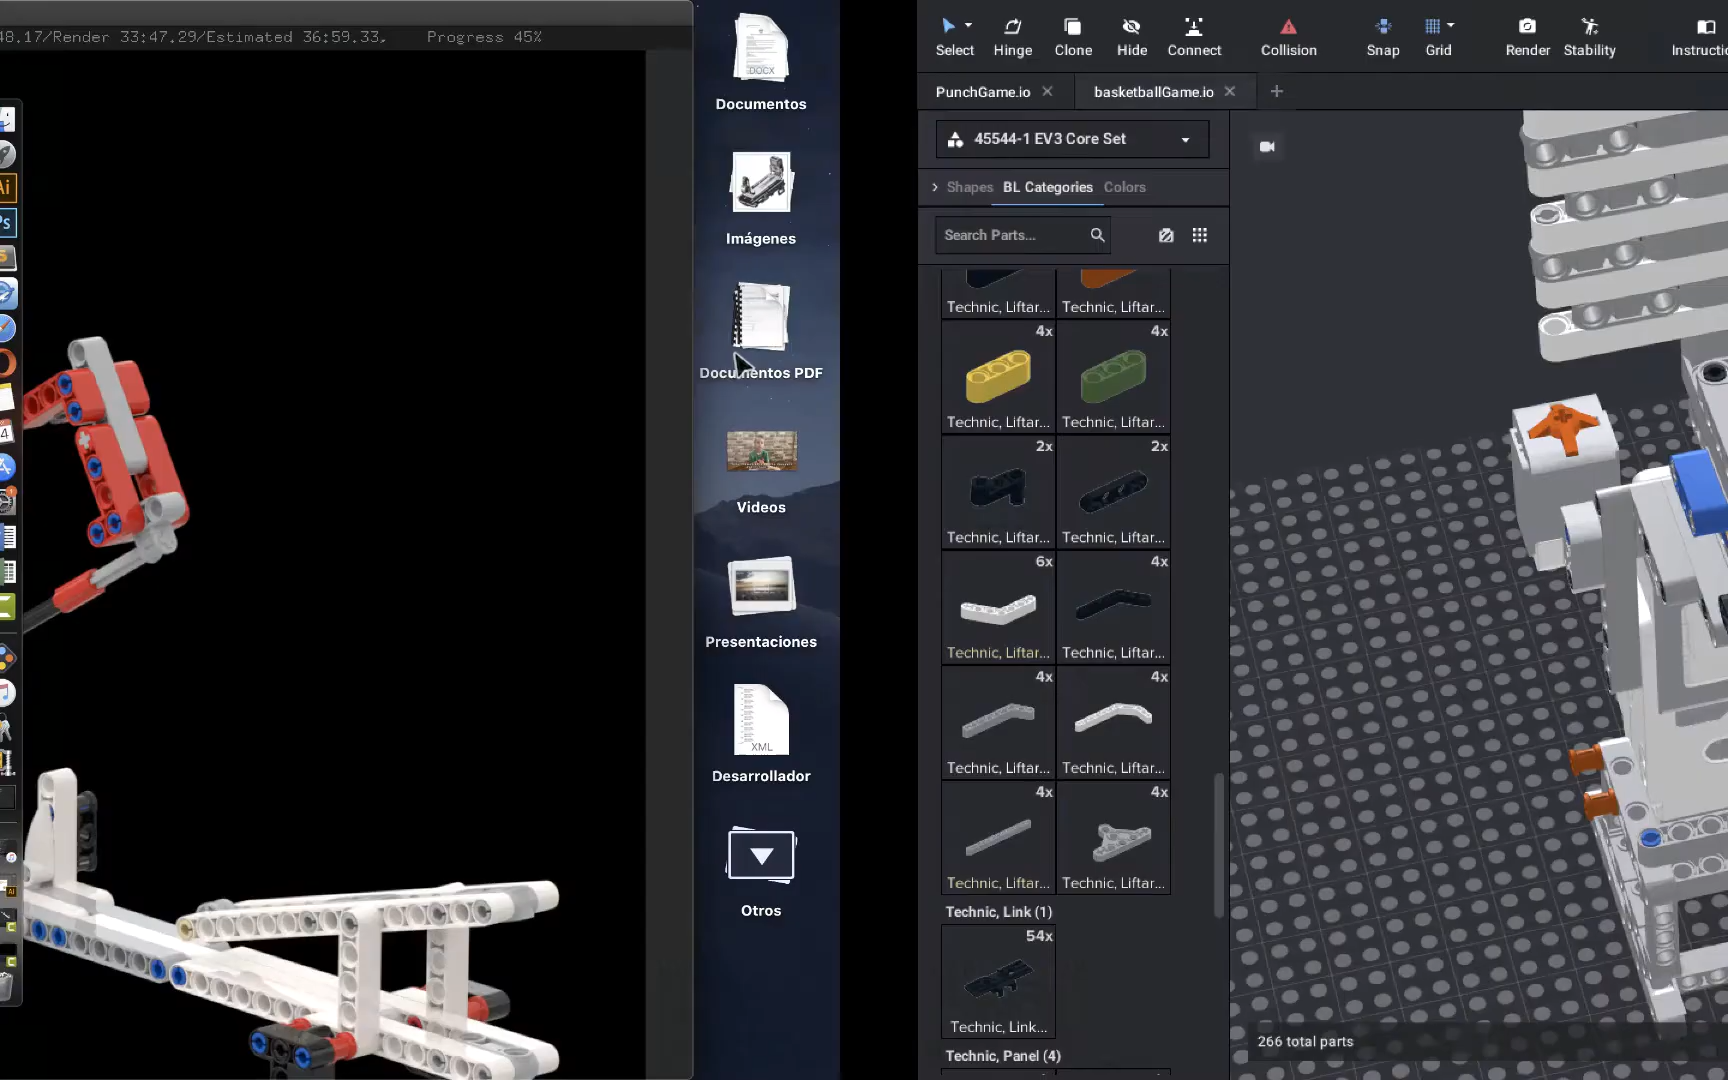 48.17/Render 33:47.29/Estimated 36:59.33, Progress 45%
Ai
Ps
DOCX
Documentos
Imágenes
Documentos PDF
Videos
Presentaciones
XML
Desarrollador
Otros
Select
Hinge
Clone
Hide
Connect
Collision
Snap
Grid
Render
Stability
Instructio
PunchGame.io
basketballGame.io
45544-1 EV3 Core Set
Shapes
BL Categories
Colors
Search Parts...
Technic, Liftar...
Technic, Liftar...
4x
4x
Technic, Liftar...
Technic, Liftar...
2x
2x
Technic, Liftar...
Technic, Liftar...
6x
4x
Technic, Liftar...
Technic, Liftar...
4x
4x
Technic, Liftar...
Technic, Liftar...
4x
4x
Technic, Liftar...
Technic, Liftar...
Technic, Link (1)
54x
Technic, Link...
Technic, Panel (4)
266 total parts